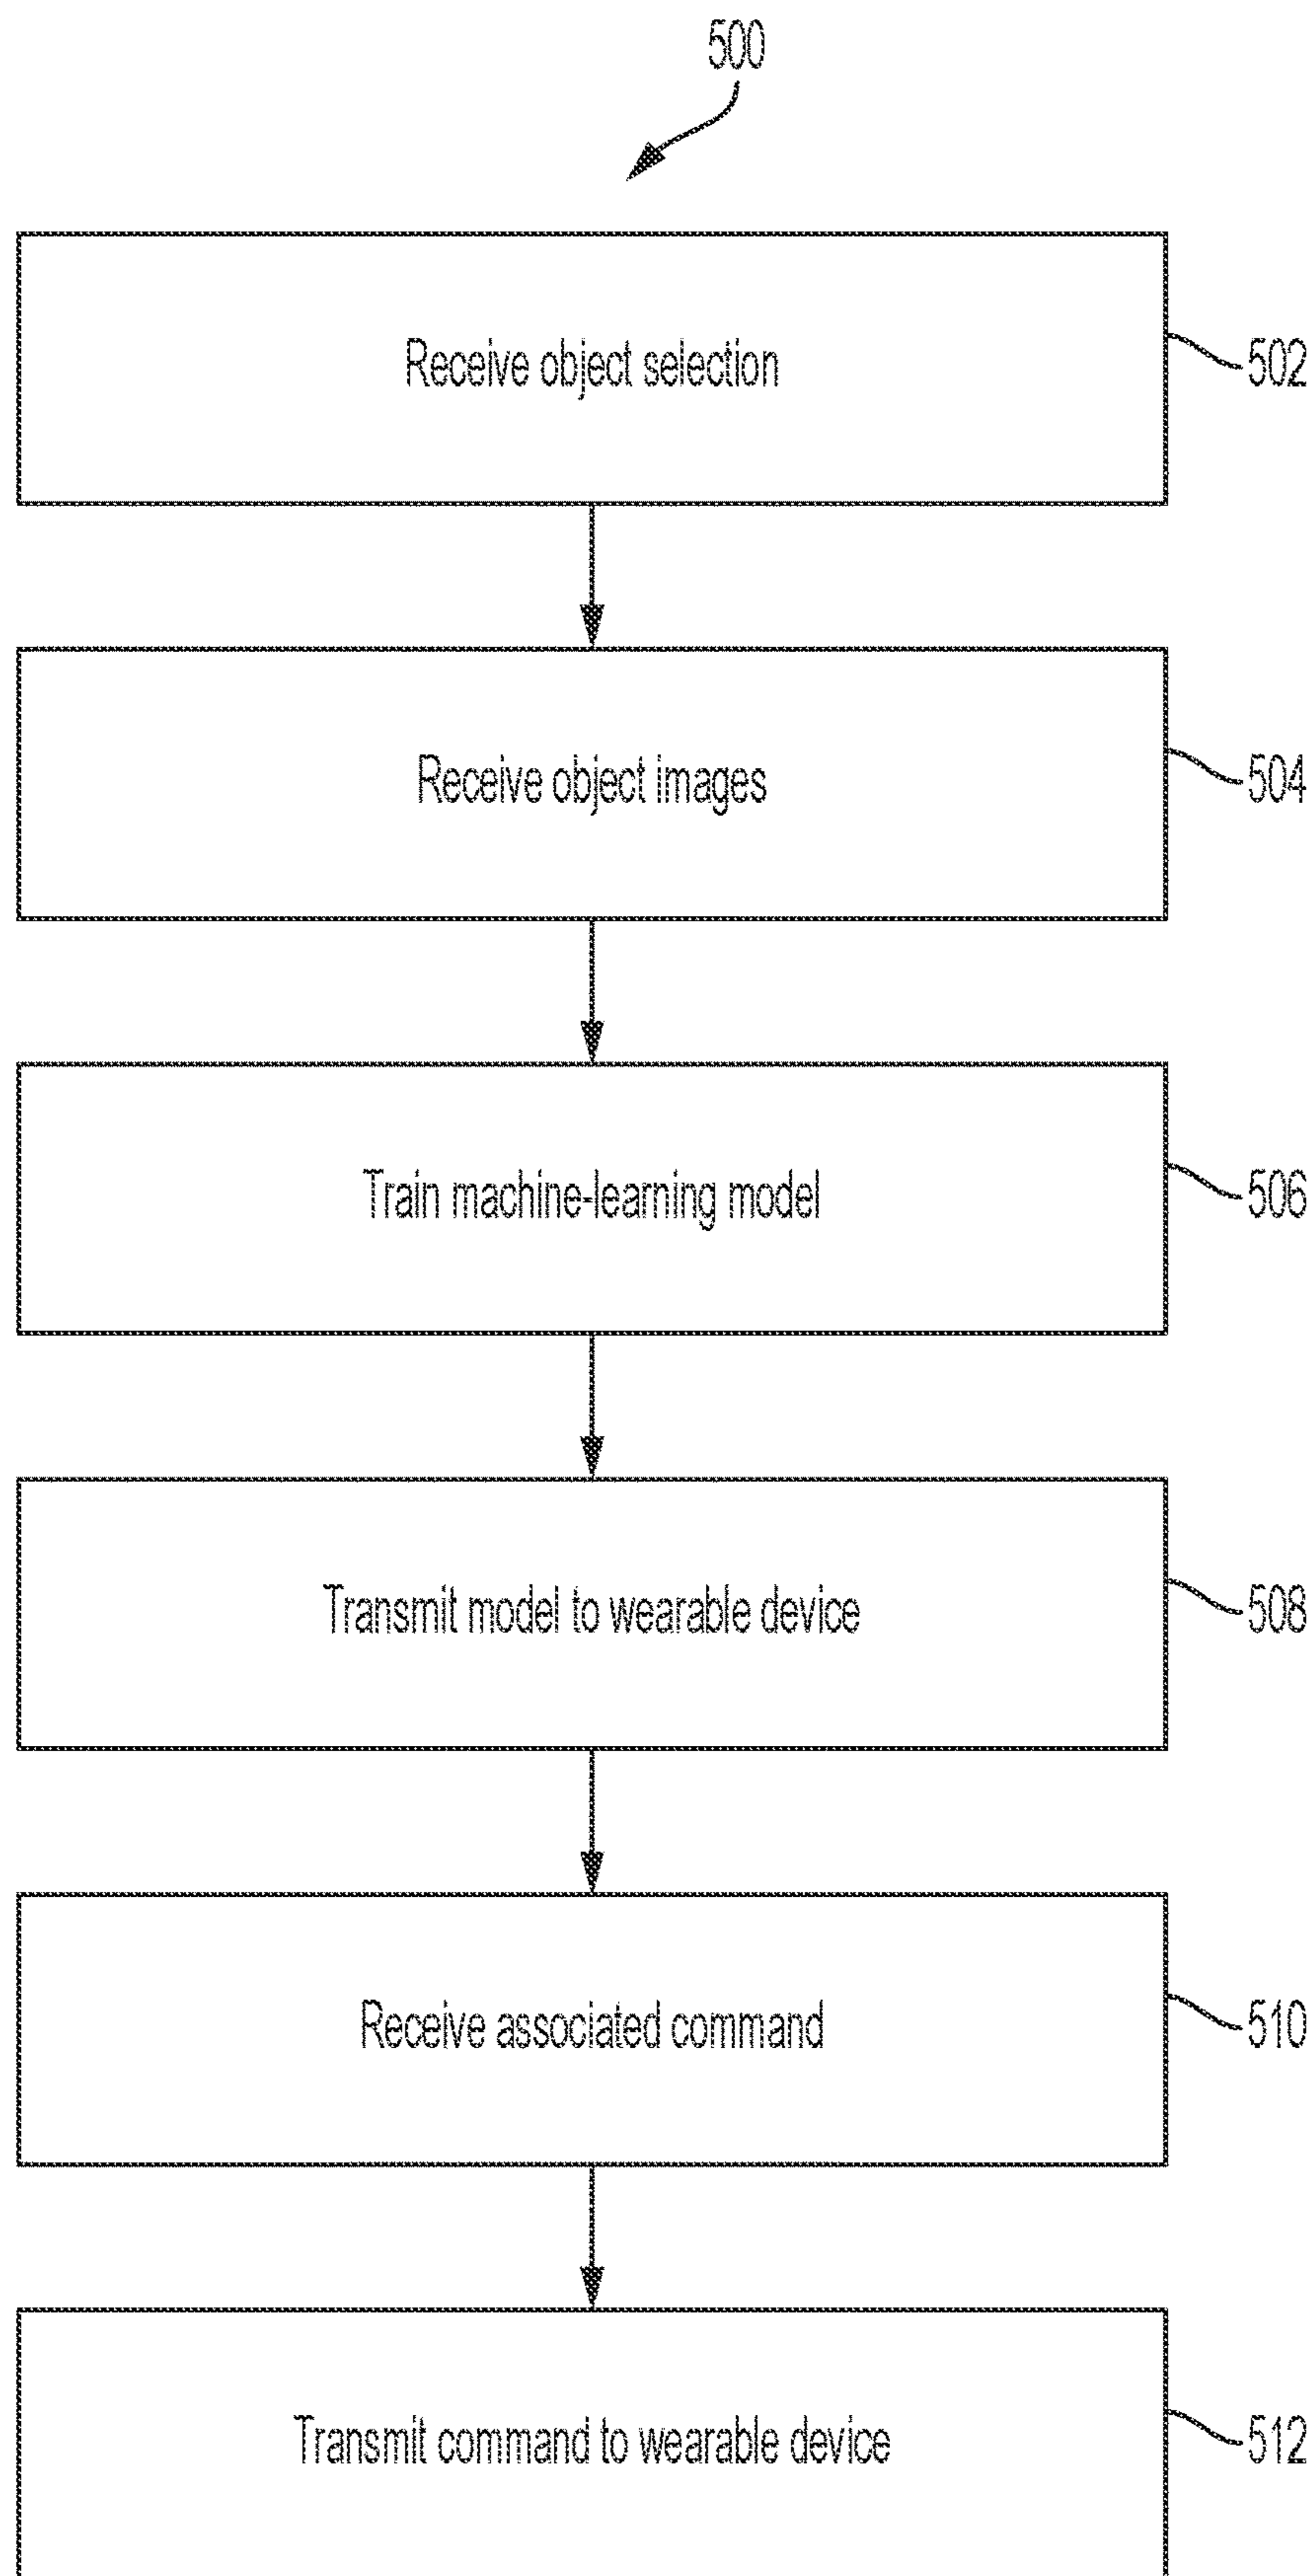 500
Receive object selection
502
Receive object images
504
Train machine-learning model
506
Transmit model to wearable device
508
Receive associated command
510
Transmit command to wearable device
512